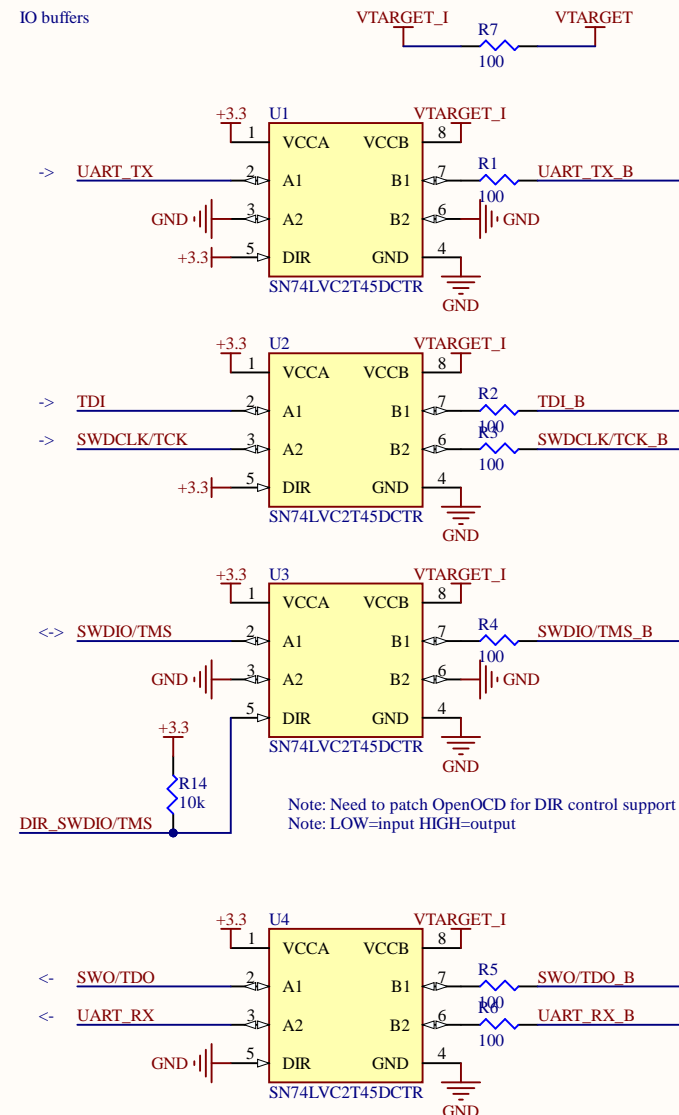 IO buffers
VTARGET_I
VTARGET
R7
100
+3.3
U1
VTARGET_I
1
VCCA
VCCB
8
-> UART_TX
2
A1
B1
7
R1
100
UART_TX_B
GND
3
A2
B2
6
GND
+3.3
5
DIR
GND
4
SN74LVC2T45DCTR
GND
+3.3
U2
VTARGET_I
1
VCCA
VCCB
8
-> TDI
2
A1
B1
7
R2
100
TDI_B
-> SWDCLK/TCK
3
A2
B2
6
R3
100
SWDCLK/TCK_B
+3.3
5
DIR
GND
4
SN74LVC2T45DCTR
GND
+3.3
U3
VTARGET_I
1
VCCA
VCCB
8
<-> SWDIO/TMS
2
A1
B1
7
R4
100
SWDIO/TMS_B
GND
3
A2
B2
6
GND
5
DIR
GND
4
SN74LVC2T45DCTR
GND
+3.3
R14
10k
DIR_SWDIO/TMS
Note: Need to patch OpenOCD for DIR control support
Note: LOW=input HIGH=output
+3.3
U4
VTARGET_I
1
VCCA
VCCB
8
<- SWO/TDO
2
A1
B1
7
R5
100
SWO/TDO_B
<- UART_RX
3
A2
B2
6
R6
100
UART_RX_B
GND
5
DIR
GND
4
SN74LVC2T45DCTR
GND